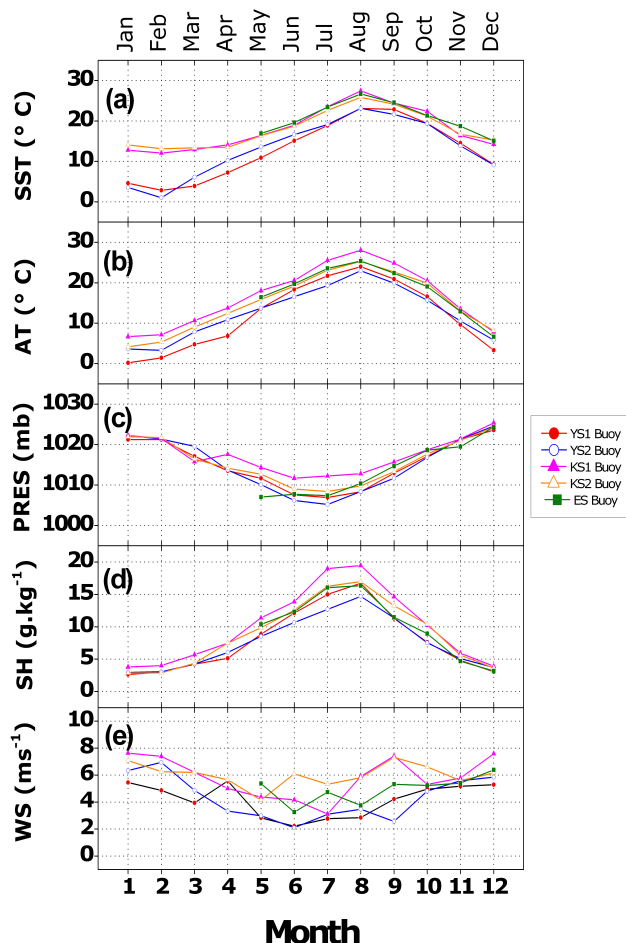 Jan Feb Mar Apr May Jun Jul Aug Sep Oct Nov Dec
(a)
SST (° C)
30
20
10
0
(b)
AT (° C)
30
20
10
0
(c)
PRES (mb)
1030
1020
1010
1000
YS1 Buoy
YS2 Buoy
KS1 Buoy
KS2 Buoy
ES Buoy
(d)
SH (g.kg-1)
20
15
10
5
0
(e)
WS (ms-1)
10
8
6
4
2
0
1 2 3 4 5 6 7 8 9 10 11 12
Month